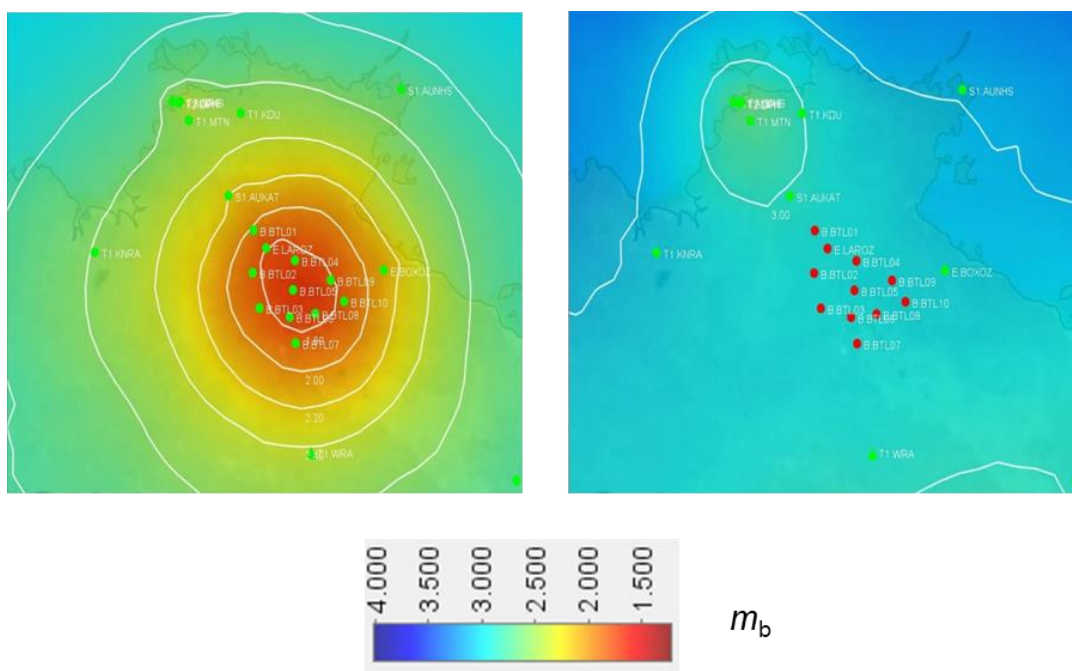 S1.AUNHS
T1.KDU
T1.MTN
S1.AUKAT
B.BTL01
T1.KNRA
E.LAROZ
B.BTL04
B.BTL02
E.BOXOZ
B.BTL09
B.BTL05
B.BTL10
B.BTL03
B.BTL08
B.BTL07
2.00
2.20
T1.WRA
S1.AUNHS
T1.KDU
T1.MTN
S1.AUKAT
3.00
B.BTL01
T1.KNRA
E.LAROZ
B.BTL04
B.BTL02
E.BOXOZ
B.BTL09
B.BTL05
B.BTL10
B.BTL03
B.BTL08
B.BTL07
T1.WRA
4.000
3.500
3.000
2.500
2.000
1.500
mb